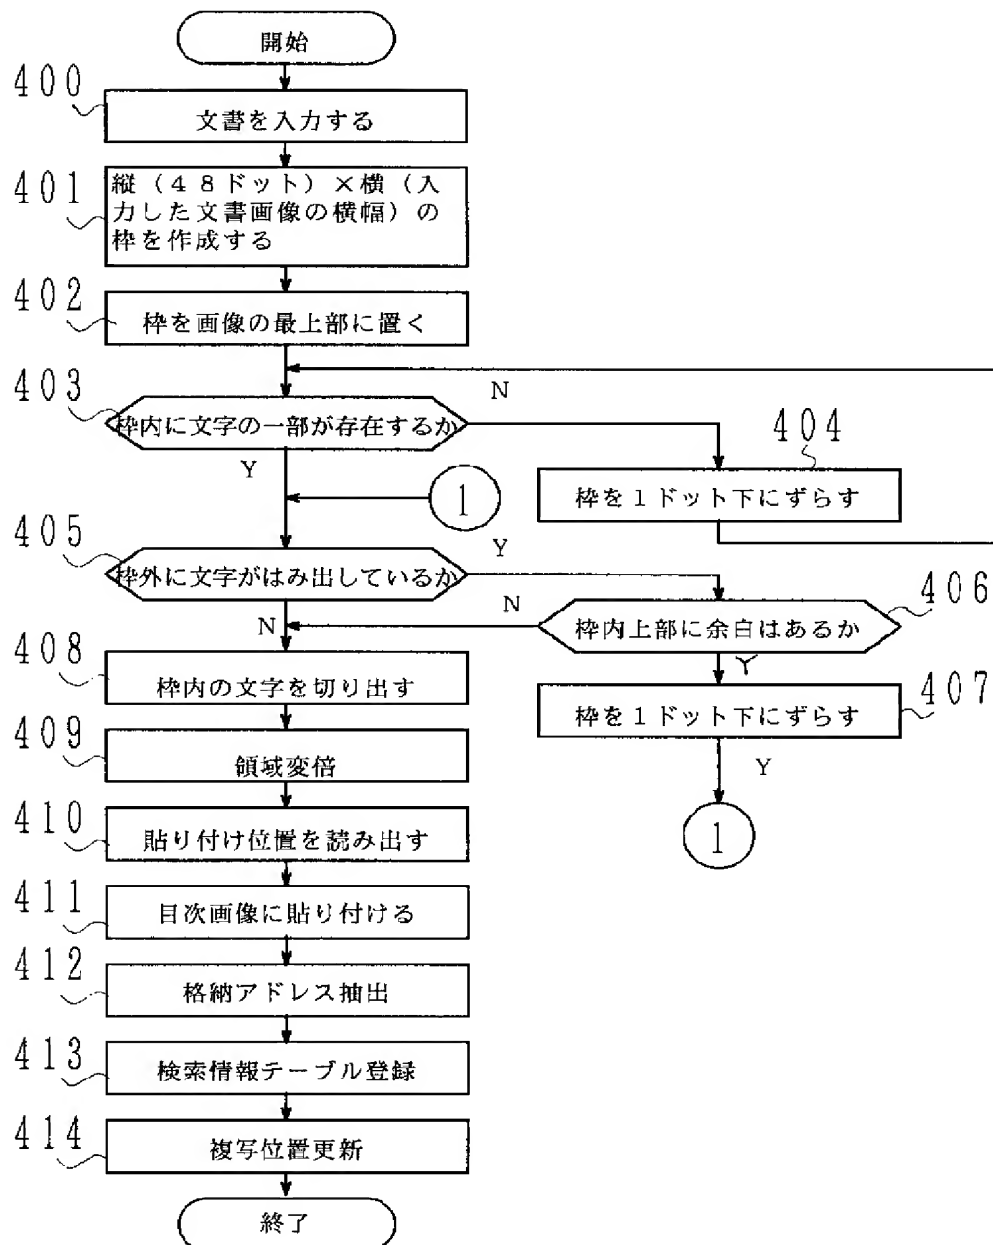 開始
４００
文書を入力する
４０１
縦（４８ドット）×横（入
力した文書画像の横幅）の
枠を作成する
４０２
枠を画像の最上部に置く
N
４０３
枠内に文字の一部が存在するか
４０４
Y
1
枠を１ドット下にずらす
４０５
Y
枠外に文字がはみ出しているか
４０６
N
N
枠内上部に余白はあるか
Y
４０８
枠内の文字を切り出す
枠を１ドット下にずらす
４０７
４０９
領域変倍
Y
４１０
貼り付け位置を読み出す
1
４１１
目次画像に貼り付ける
４１２
格納アドレス抽出
４１３
検索情報テーブル登録
４１４
複写位置更新
終了